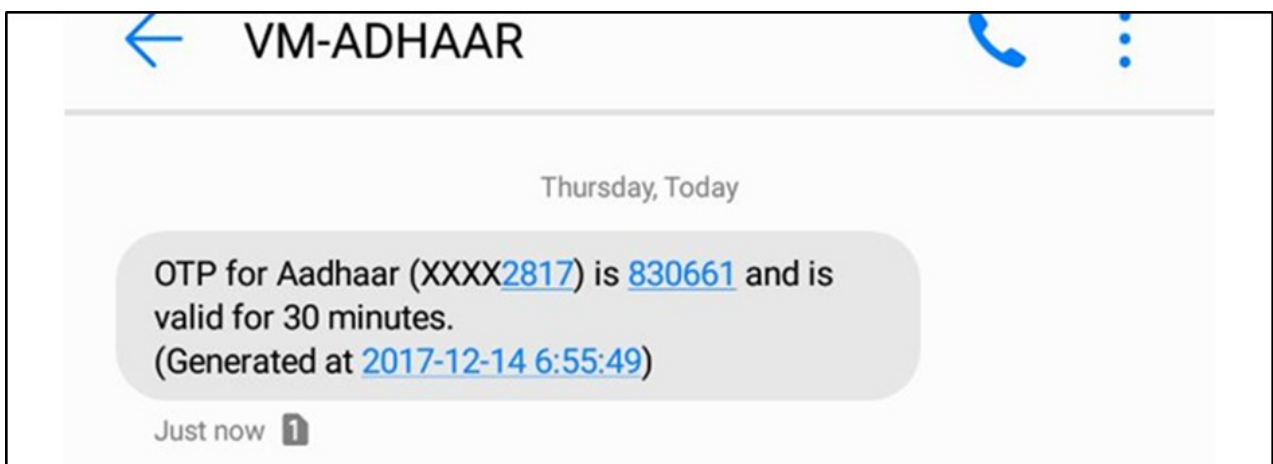 VM-ADHAAR
Thursday, Today
OTP for Aadhaar (XXXX2817) is 830661 and is
valid for 30 minutes.
(Generated at 2017-12-14 6:55:49)
Just now 1